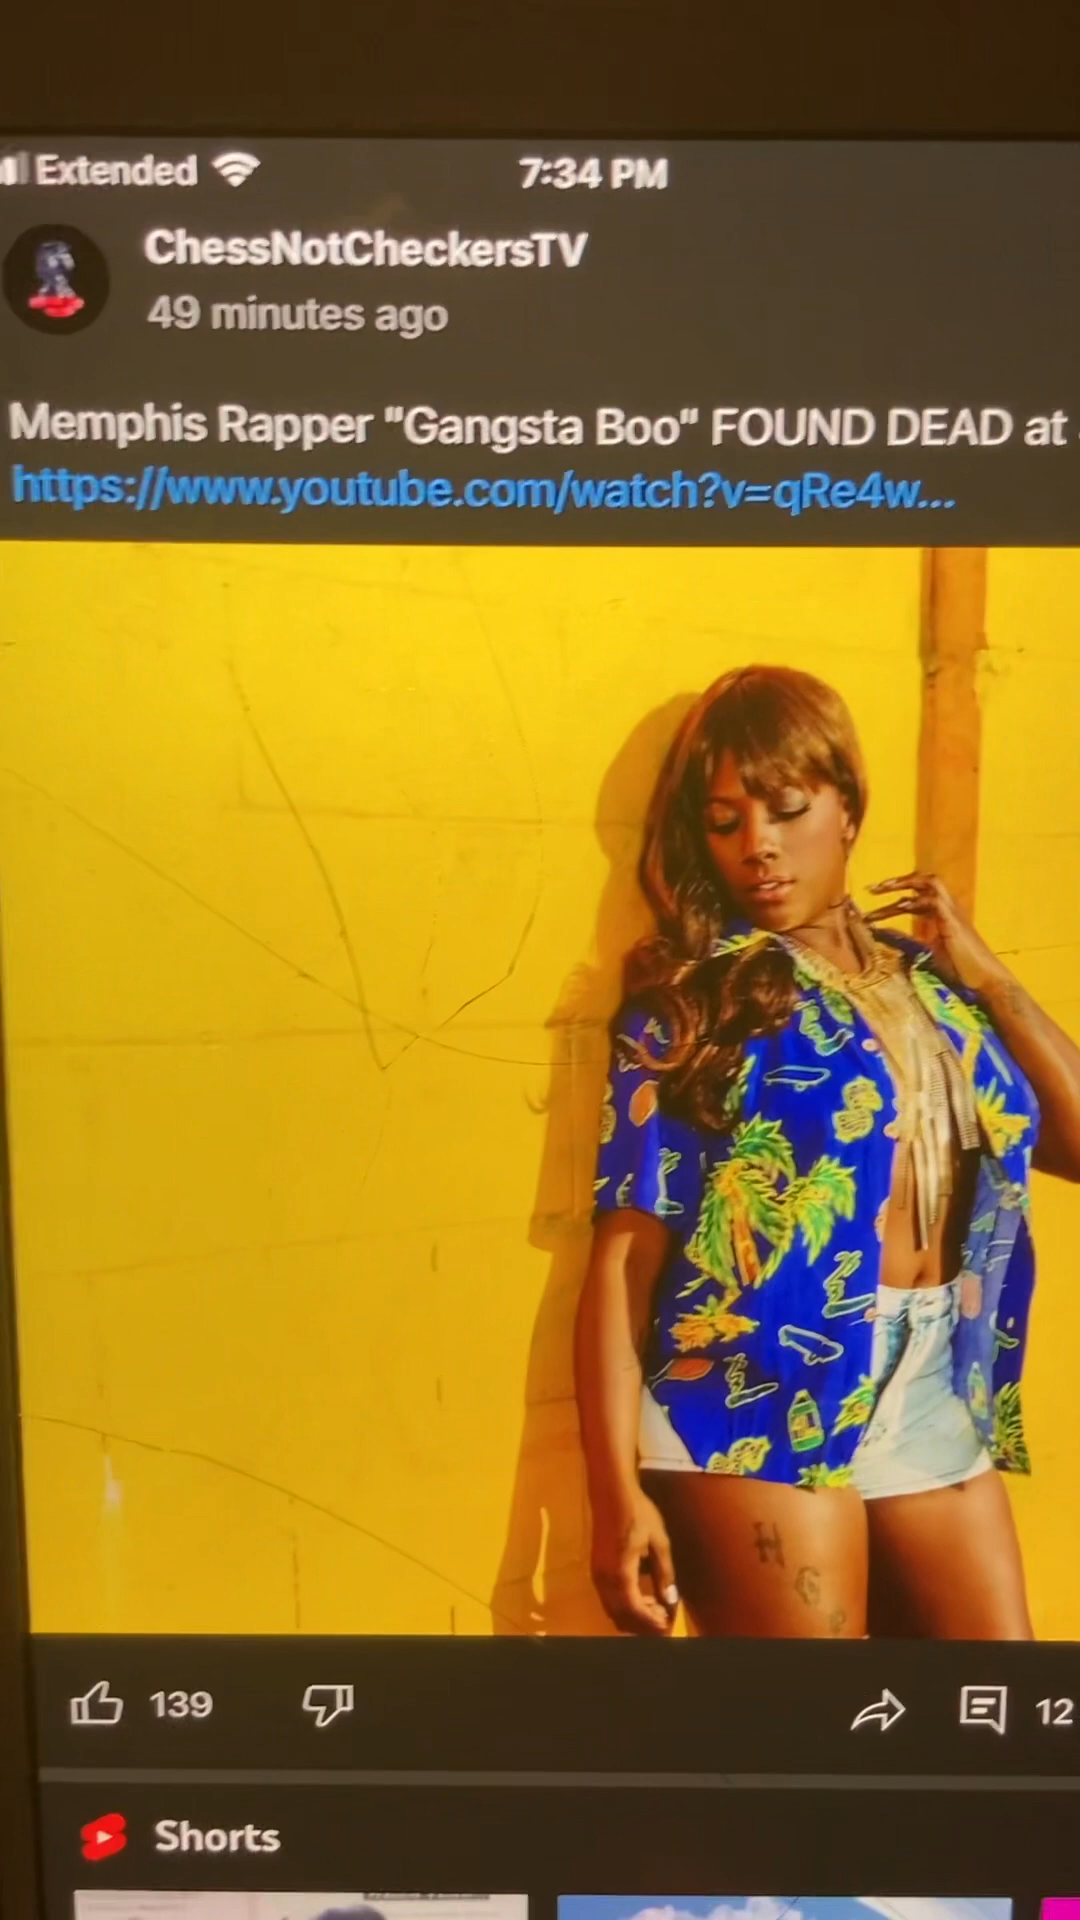 Extended 7:34 PM
ChessNotCheckersTV
49 minutes ago
Memphis Rapper "Gangsta Boo" FOUND DEAD at
https://www.youtube.com/watch?v=qRe4w...
H
G
139 12
Shorts